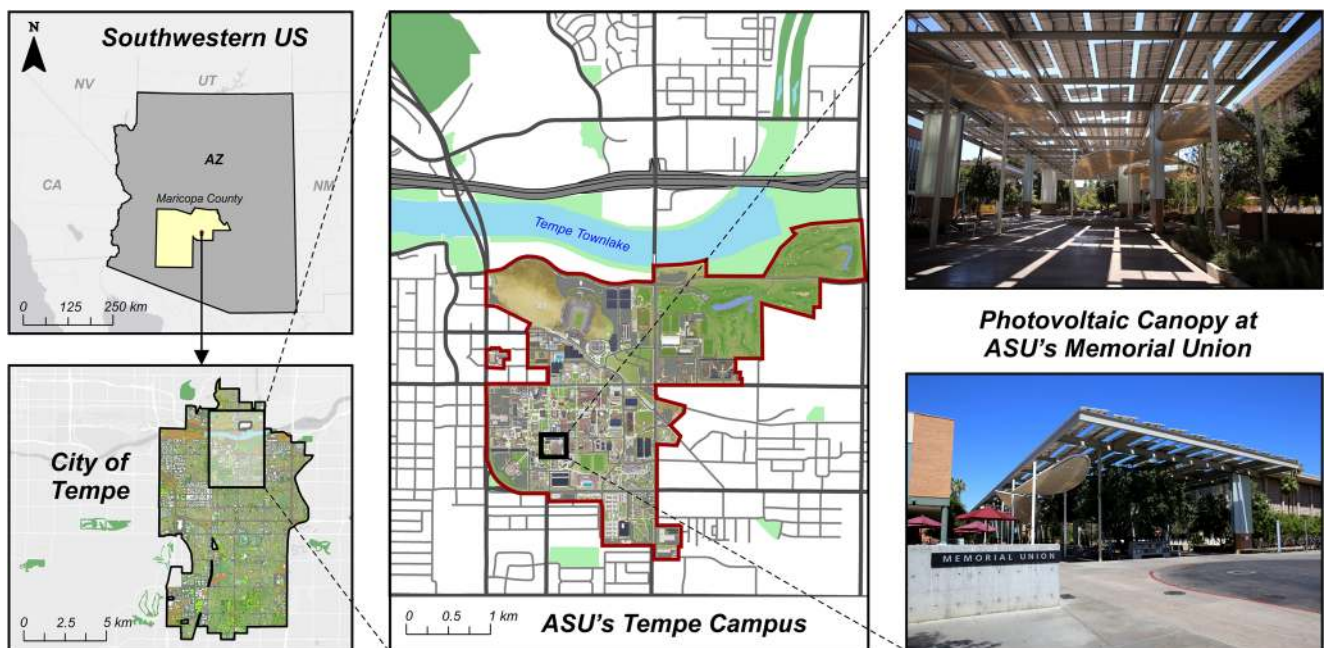 N
Southwestern US
NV
UT
AZ
CA
NM
Maricopa County
0 125 250 km
City of
Tempe
0 2.5 5 km
Tempe Townlake
0 0.5 1 km
ASU's Tempe Campus
Photovoltaic Canopy at
ASU's Memorial Union
MEMORIAL UNION